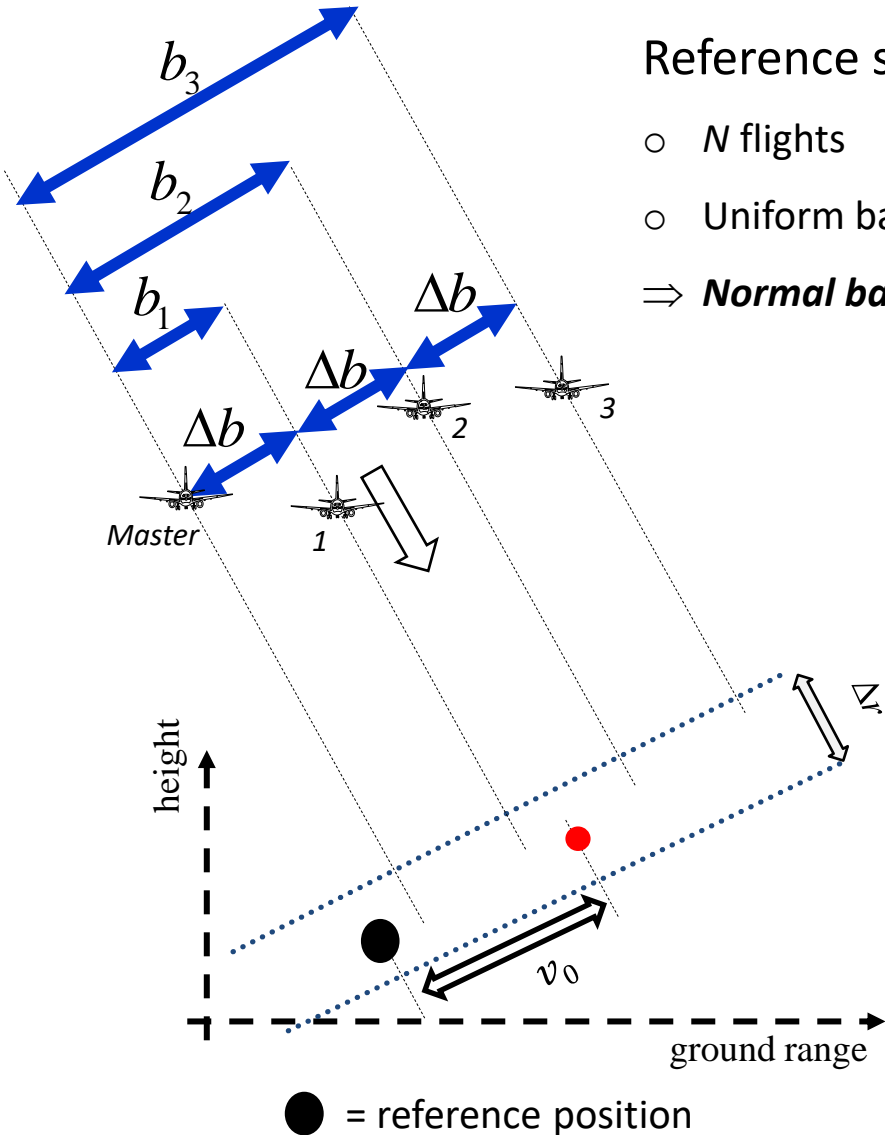 Reference s
b₃
○ N flights
b₂
○ Uniform ba
⇒ Normal ba
b₁
Δb
Δb
Δb
3
2
Master
1
Δr
height
v₀
ground range
= reference position